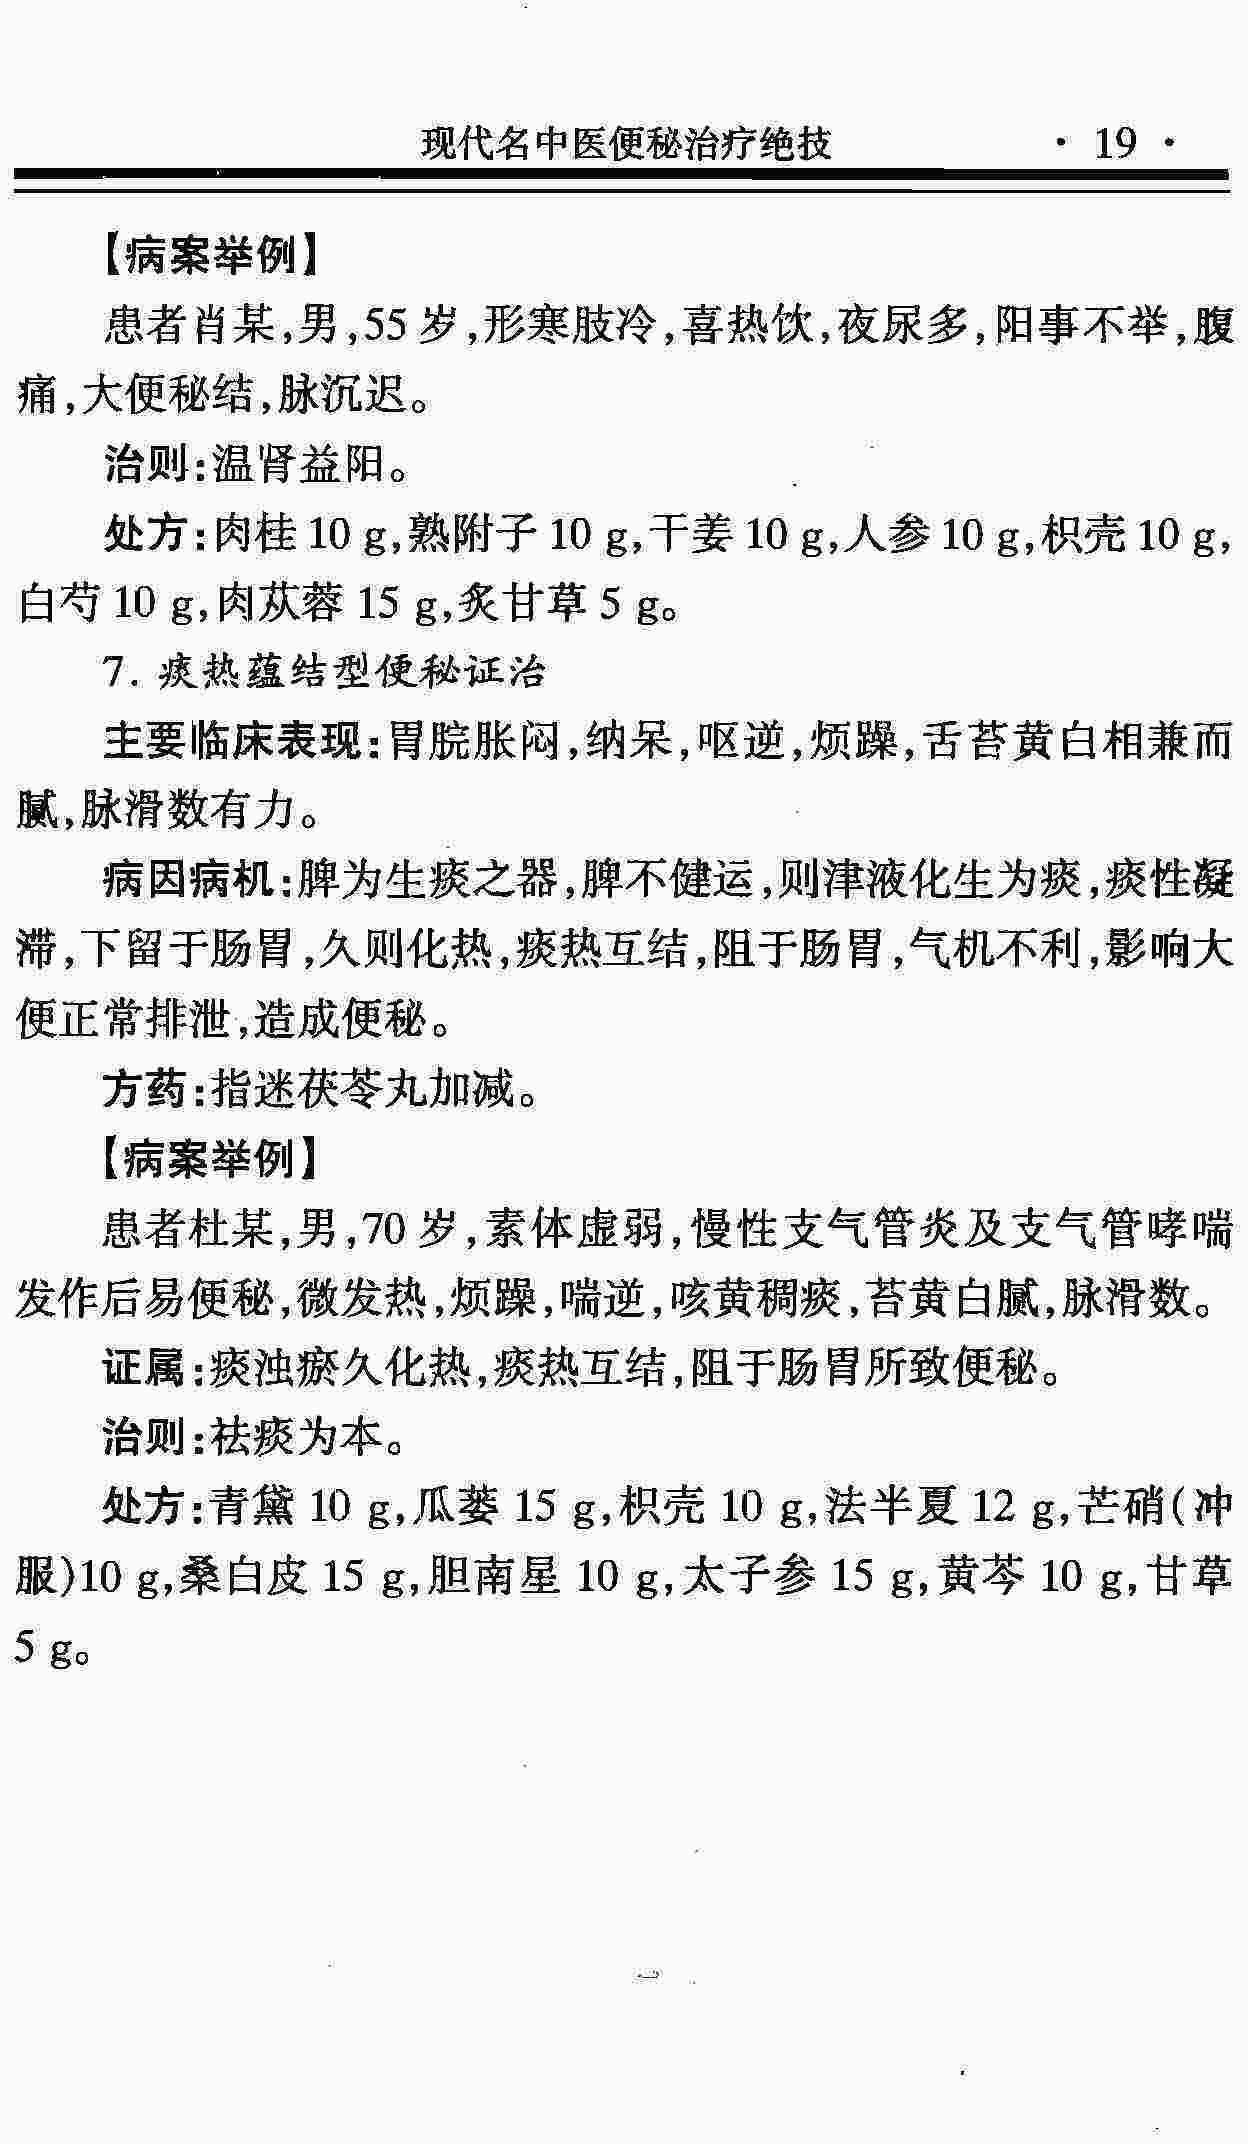 现代名中医便秘治疗绝技 · 19 ·
【病案举例】
患者肖某,男,55 岁,形寒肢冷,喜热饮,夜尿多,阳事不举,腹
痛,大便秘结,脉沉迟。
治则:温肾益阳。
处方:肉桂 10 g,熟附子 10 g,干姜 10 g,人参 10 g,枳壳 10 g,
白芍 10 g,肉苁蓉 15 g,炙甘草 5 g。
7. 痰热蕴结型便秘证治
主要临床表现:胃脘胀闷,纳呆,呕逆,烦躁,舌苔黄白相兼而
腻,脉滑数有力。
病因病机:脾为生痰之器,脾不健运,则津液化生为痰,痰性凝
滞,下留于肠胃,久则化热,痰热互结,阻于肠胃,气机不利,影响大
便正常排泄,造成便秘。
方药:指迷茯苓丸加减。
【病案举例】
患者杜某,男,70 岁,素体虚弱,慢性支气管炎及支气管哮喘
发作后易便秘,微发热,烦躁,喘逆,咳黄稠痰,苔黄白腻,脉滑数。
证属:痰浊瘀久化热,痰热互结,阻于肠胃所致便秘。
治则:祛痰为本。
处方:青黛 10 g,瓜蒌 15 g,枳壳 10 g,法半夏 12 g,芒硝(冲
服)10 g,桑白皮 15 g,胆南星 10 g,太子参 15 g,黄芩 10 g,甘草
5 g。